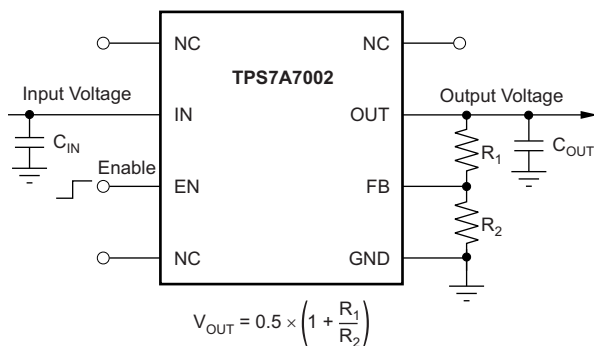 NC
NC
TPS7A7002
Input Voltage
IN
OUT
Output Voltage
C_IN
R_1
C_OUT
Enable
EN
FB
R_2
NC
GND
V_OUT = 0.5 × (1 + R_1/R_2)